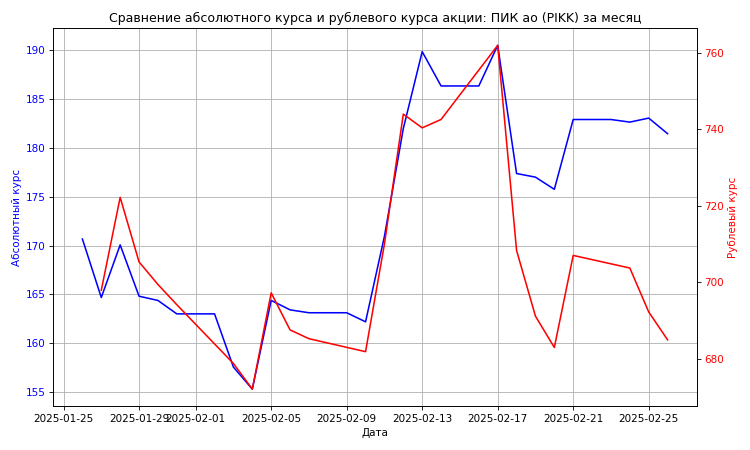 Сравнение абсолютного курса и рублевого курса акции: ПИК ао (PIKK) за месяц
190
185
180
175
170
165
160
155
Абсолютный курс
760
740
720
700
680
Рублевый курс
2025-01-25 2025-01-29 2025-02-01 2025-02-05 2025-02-09 2025-02-13 2025-02-17 2025-02-21 2025-02-25
Дата